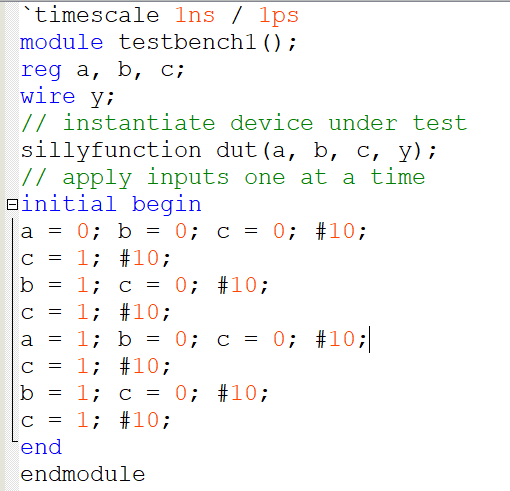 `timescale 1ns / 1ps
module testbench1();
reg a, b, c;
wire y;
// instantiate device under test
sillyfunction dut(a, b, c, y);
// apply inputs one at a time
initial begin
a = 0; b = 0; c = 0; #10;
c = 1; #10;
b = 1; c = 0; #10;
c = 1; #10;
a = 1; b = 0; c = 0; #10;
c = 1; #10;
b = 1; c = 0; #10;
c = 1; #10;
end
endmodule